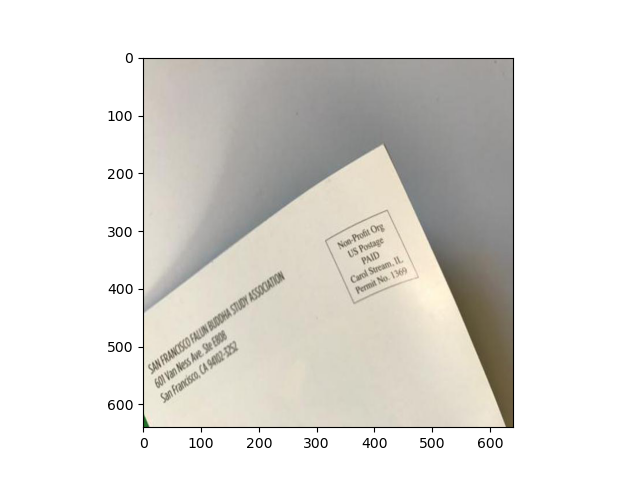 SAN FRANCISCO FALUN BUDDHA STUDY ASSOCIATION
601 Van Ness Ave. Ste E808
San Francisco, CA 94102-3252
Non-Profit Org
US Postage
PAID
Carol Stream, IL
Permit No. 1369
0
100
200
300
400
500
600
0
100
200
300
400
500
600